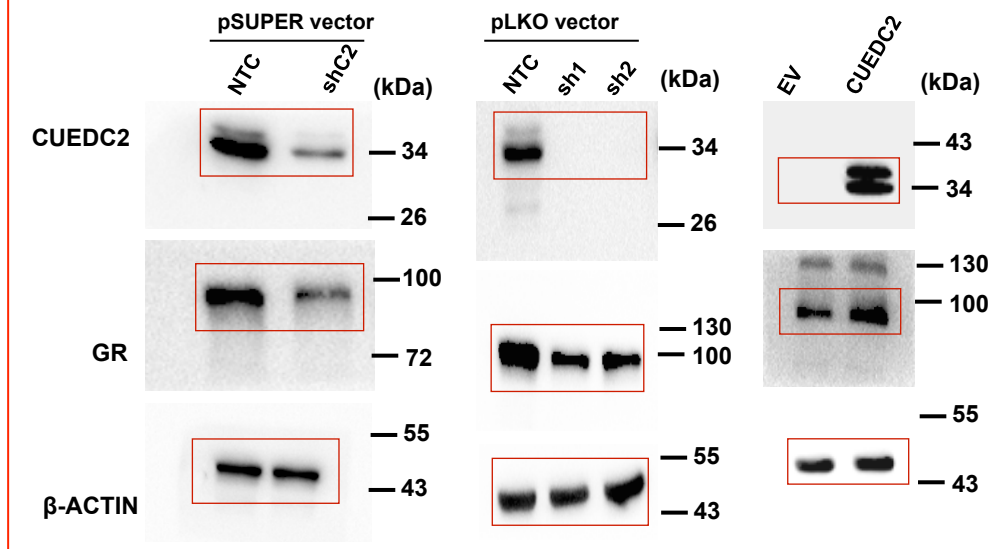 pSUPER vector
pLKO vector
NTC
shC2
(kDa)
NTC
sh1
sh2
(kDa)
EV
CUEDC2
(kDa)
CUEDC2
34
26
34
26
43
34
GR
100
72
130
100
130
100
β-ACTIN
55
43
55
43
55
43